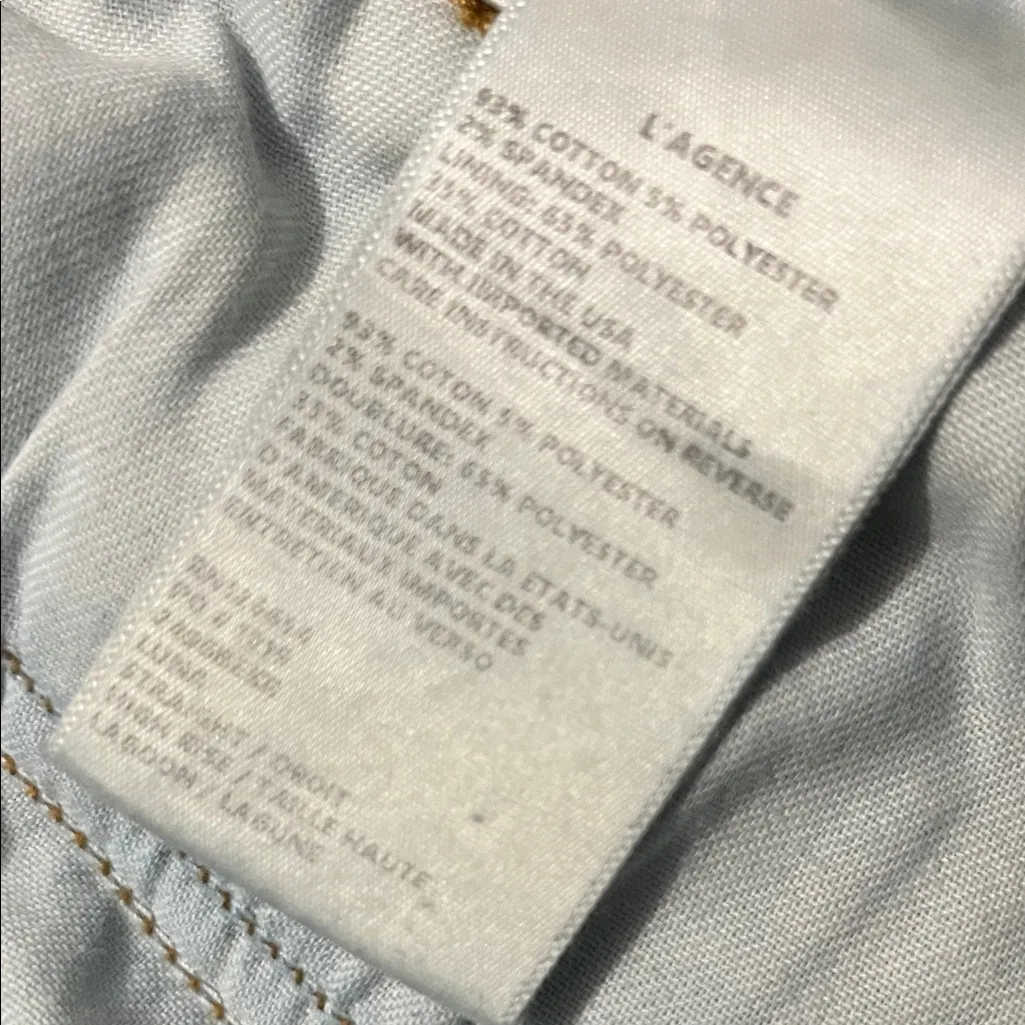 L'AGENCE
93% COTTON 5% POLYESTER
2% SPANDEX
LINING: 65% POLYESTER
35% COTTON
MADE IN THE USA
WITH IMPORTED MATERIALS
CARE INSTRUCTIONS ON REVERSE
93% COTON 5% POLYESTER
2% SPANDEX
DOUBLURE: 65% POLYESTER
35% COTON
FABRIQUE DANS LA ETATS-UNIS
D'AMERIQUE AVEC DES
MATERIAUX IMPORTES
ENTRETIEN AU VERSO
STRAIGHT / DROIT
HIGH RISE / TAILLE HAUTE
LAGOON / LAGUNE